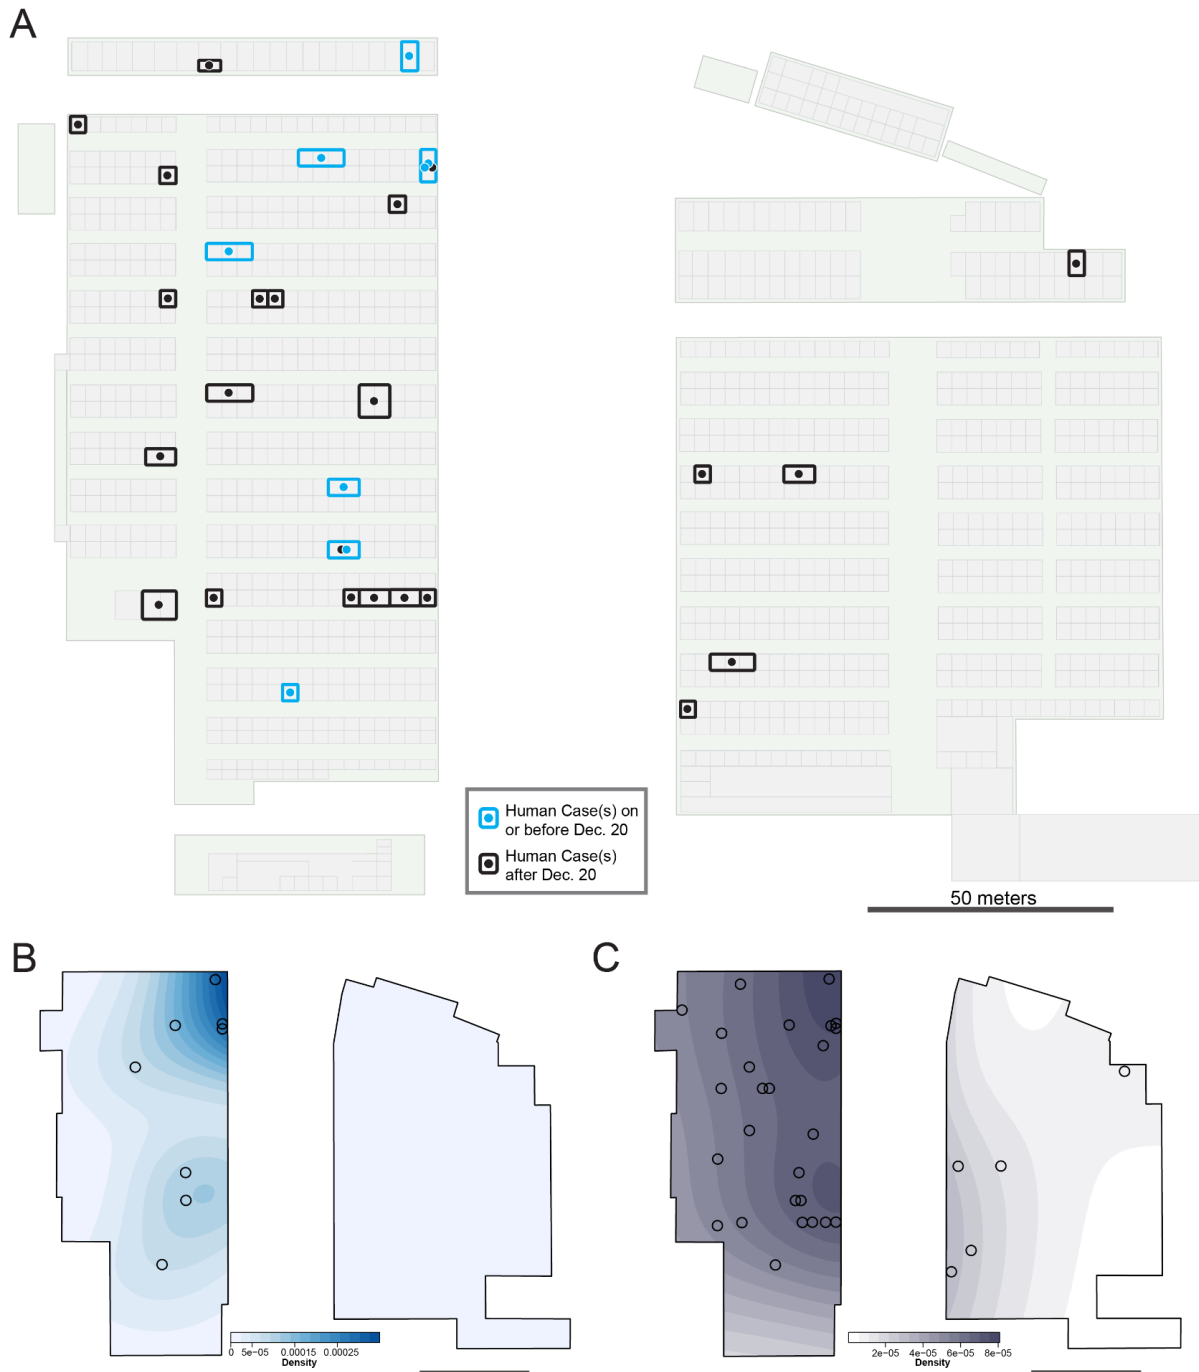 A
Human Case(s) on
or before Dec. 20
Human Case(s)
after Dec. 20
50 meters
B
C
0 5e−05 0.00015 0.00025
Density
2e−05 4e−05 6e−05 8e−05
Density